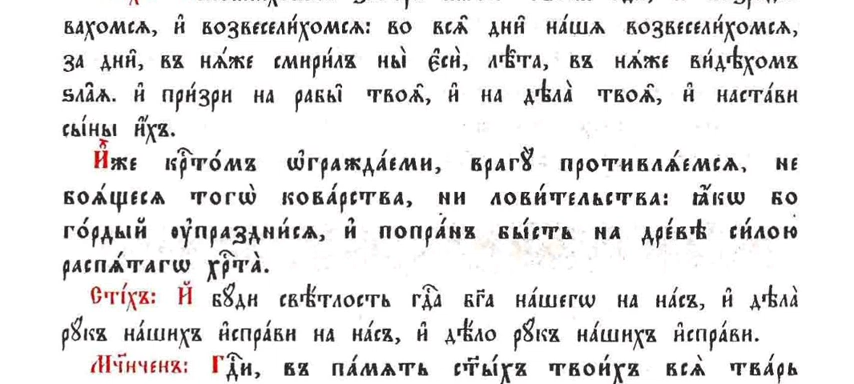 вахомсѧ, и҆ возвесели́хомсѧ: во всѧ̑ дни̑ на́шѧ возвесели́хомсѧ,
за дни̑, въ нѧ́же смири́лъ ны̀ є҆сѝ, лѣ̑та, въ нѧ́же ви́дѣхомъ
ѕла̑ѧ. и҆ при́зри на рабы̑ твоѧ̑, и҆ на дѣла̀ твоѧ̑, и҆ наста́ви
сы́ны и҆́хъ.
И҆́же крⷭ҇то́мъ ѡ҆гражда́еми, врагꙋ̀ противлѧ́емсѧ, не
боѧ́щесѧ тогѡ̀ кова́рства, ни лови́тельства: ꙗ҆́кѡ бо
го́рдый ᲂу҆праздни́сѧ, и҆ попра́нъ бы́сть на дре́вѣ си́лою
распѧ́тагѡ хрⷭ҇та̀.
Сті́хъ: И҆ бꙋ́ди свѣ́тлость гдⷭ҇а бг҃а на́шегѡ на на́съ, и҆ дѣла̀
рꙋ́къ на́шихъ и҆спра́ви на на́съ, и҆ дѣ́ло рꙋ́къ на́шихъ и҆спра́ви.
Мч҃нченъ: Гдⷭ҇и, въ па́мѧть ст҃ы́хъ твои́хъ всѧ̀ тва́рь